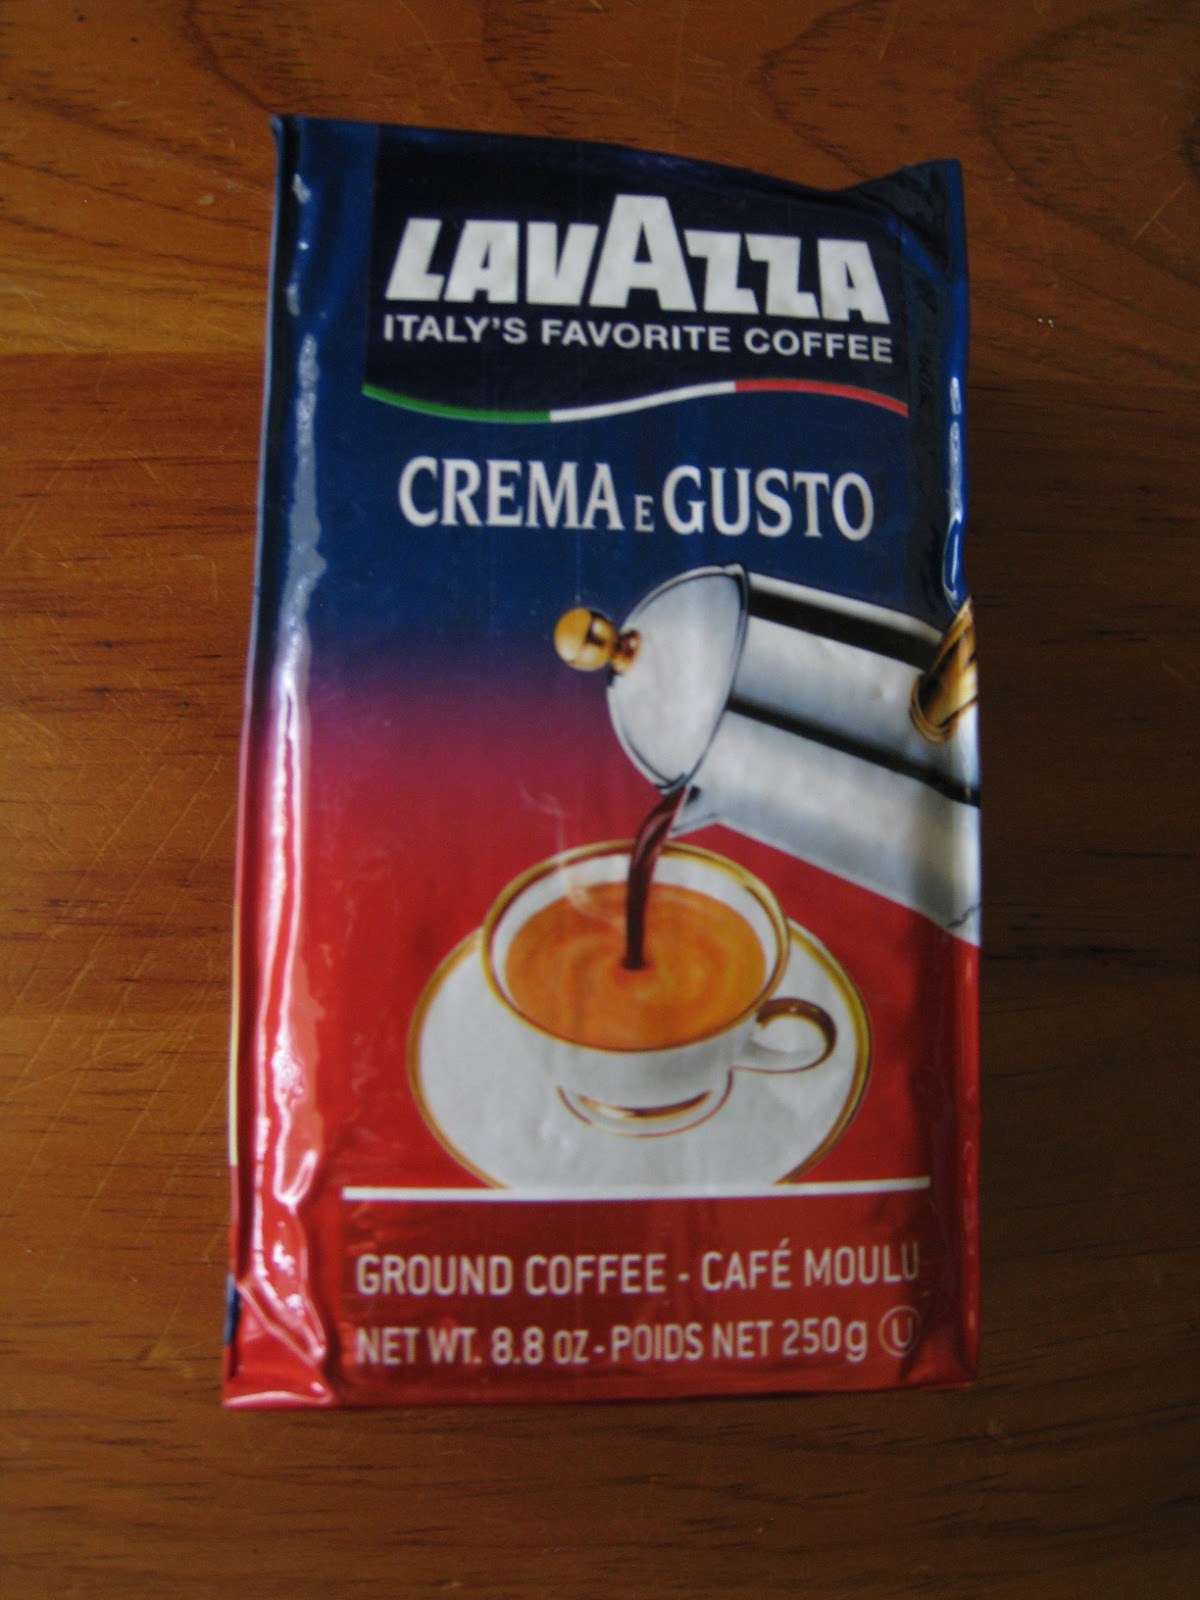 LAVAZZA
ITALY'S FAVORITE COFFEE
CREMA E GUSTO
GROUND COFFEE - CAFÉ MOULU
NET WT. 8.8 OZ - POIDS NET 250g U